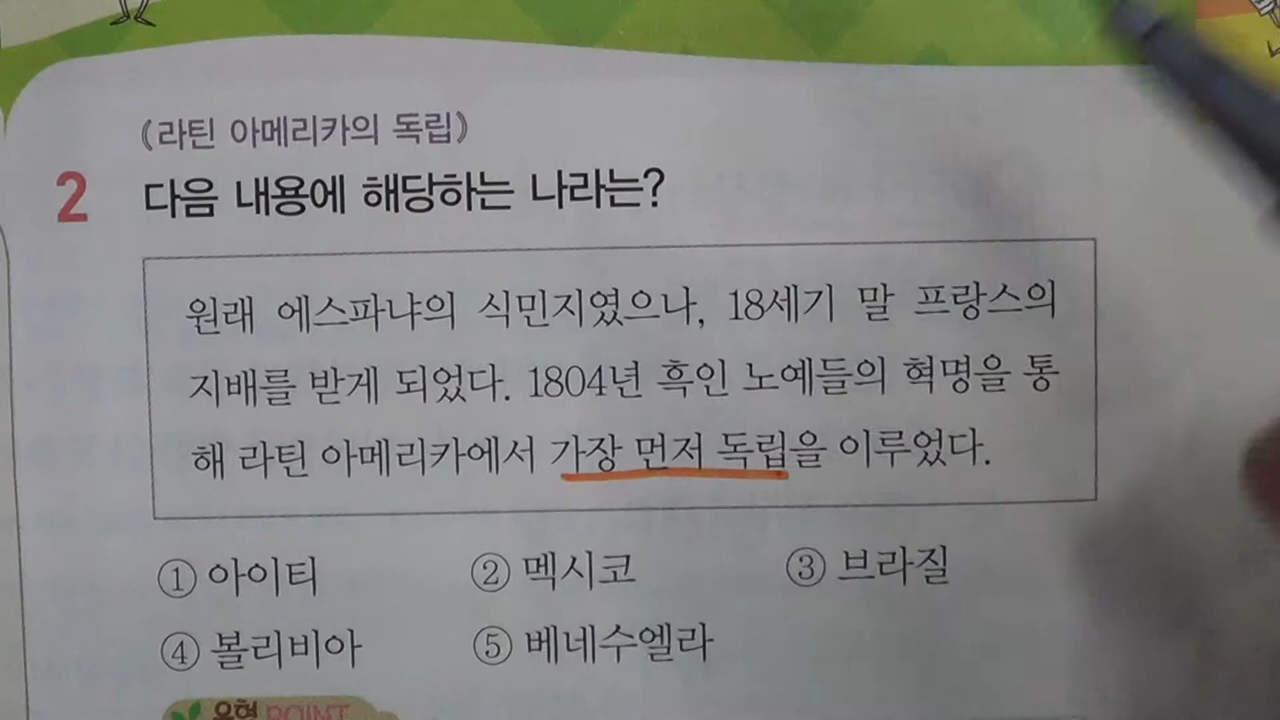 《라틴 아메리카의 독립》
2 다음 내용에 해당하는 나라는?
원래 에스파냐의 식민지였으나, 18세기 말 프랑스의
지배를 받게 되었다. 1804년 흑인 노예들의 혁명을 통
해 라틴 아메리카에서 가장 먼저 독립을 이루었다.
① 아이티 ② 멕시코 ③ 브라질
④ 볼리비아 ⑤ 베네수엘라
유형 POINT